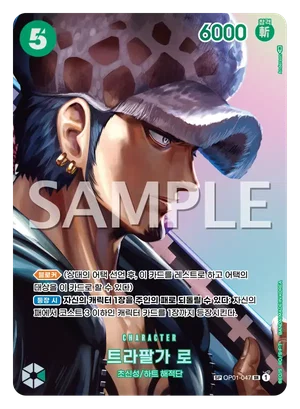 5
6000
참격
斬
SAMPLE
블로커 (상대의 어택 선언 후, 이 카드를 레스트로 하고 어택의
대상을 이 카드로 할 수 있다)
등장 시 자신의 캐릭터 1장을 주인의 패로 되돌릴 수 있다: 자신의
패에서 코스트 3 이하인 캐릭터 카드를 1장까지 등장시킨다.
CHARACTER
트라팔가 로
초신성/하트 해적단
SP OP01-047 SR 1